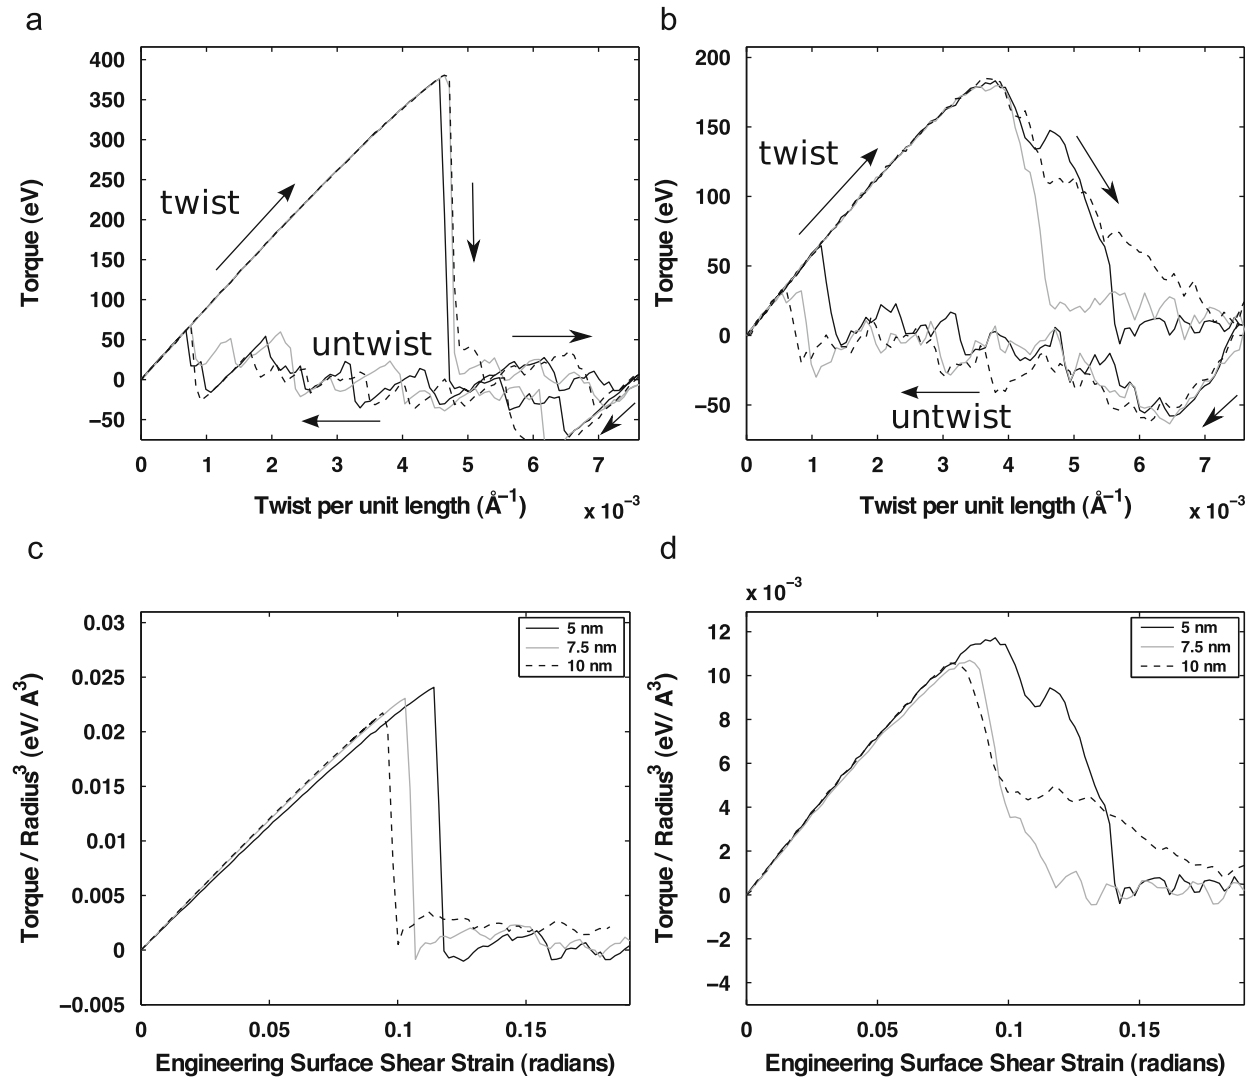 a
400
350
300
250
200
150
100
50
0
−50
Torque (eV)
twist
untwist
0 1 2 3 4 5 6 7
Twist per unit length (Å−1)
x 10−3
b
200
150
100
50
0
−50
Torque (eV)
twist
untwist
0 1 2 3 4 5 6 7
Twist per unit length (Å−1)
x 10−3
c
0.03
0.025
0.02
0.015
0.01
0.005
0
−0.005
Torque / Radius3 (eV/ A3)
5 nm
7.5 nm
10 nm
0 0.05 0.1 0.15
Engineering Surface Shear Strain (radians)
d
x 10−3
12
10
8
6
4
2
0
−2
−4
Torque / Radius3 (eV/ A3)
5 nm
7.5 nm
10 nm
0 0.05 0.1 0.15
Engineering Surface Shear Strain (radians)